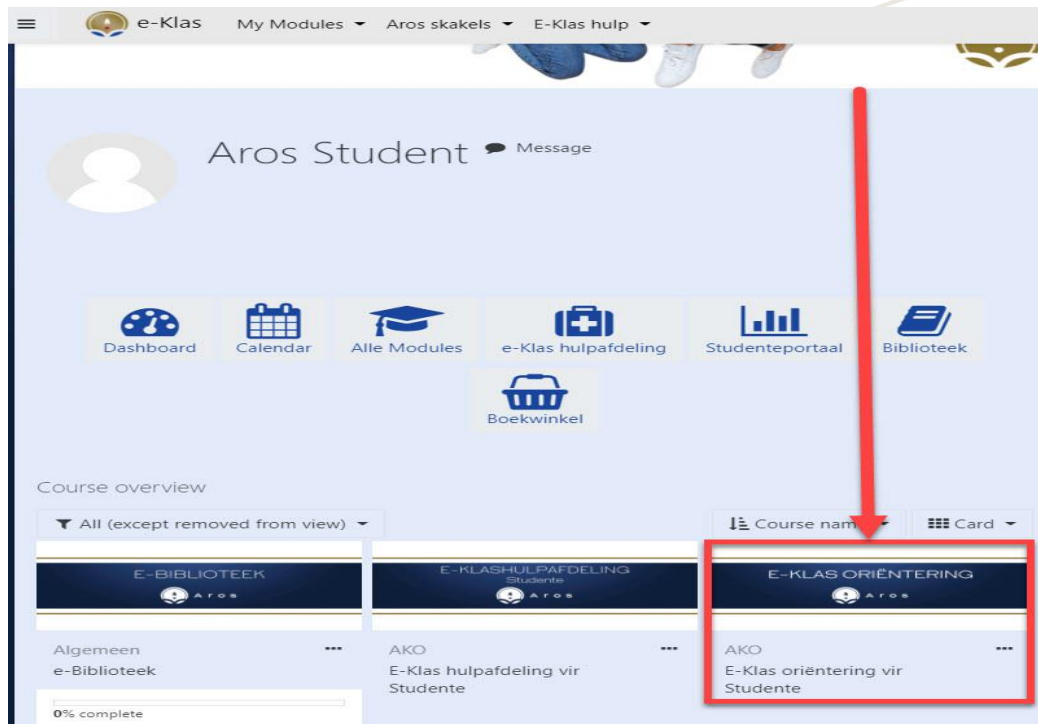 e-Klas My Modules Aros skakels E-Klas hulp
Aros Student Message
Dashboard Calendar Alle Modules e-Klas hulpafdeling Studenteportaal Biblioteek
Boekwinkel
Course overview
All (except removed from view) Course nam Card
E-BIBLIOTEEK
Aros
E-KLASHULPAFDELING
Studente
Aros
E-KLAS ORIËNTERING
Aros
Algemeen
e-Biblioteek
0% complete
AKO
E-Klas hulpafdeling vir
Studente
AKO
E-Klas oriëntering vir
Studente